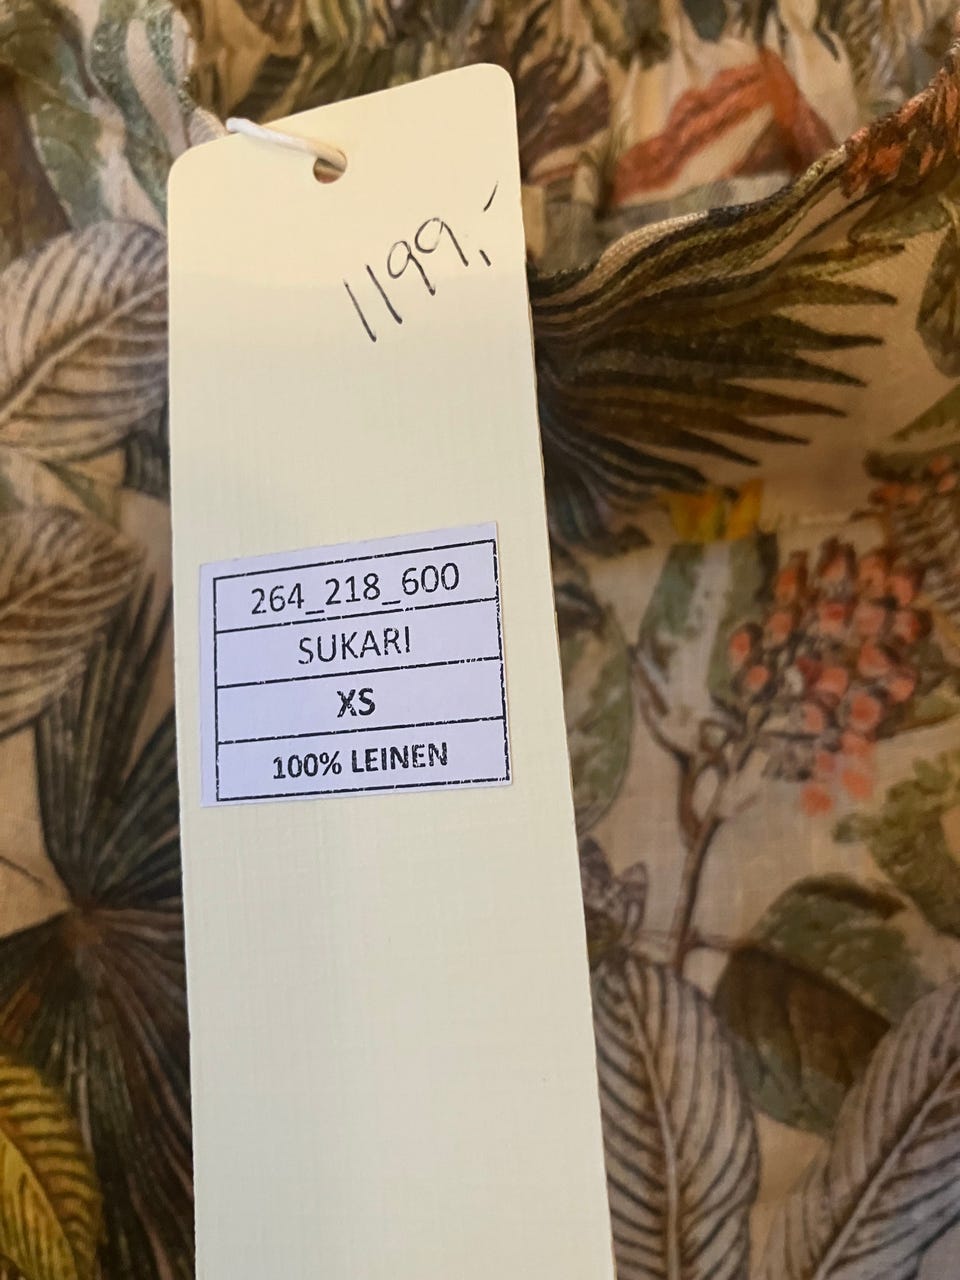 1199,-
264_218_600
SUKARI
XS
100% LEINEN